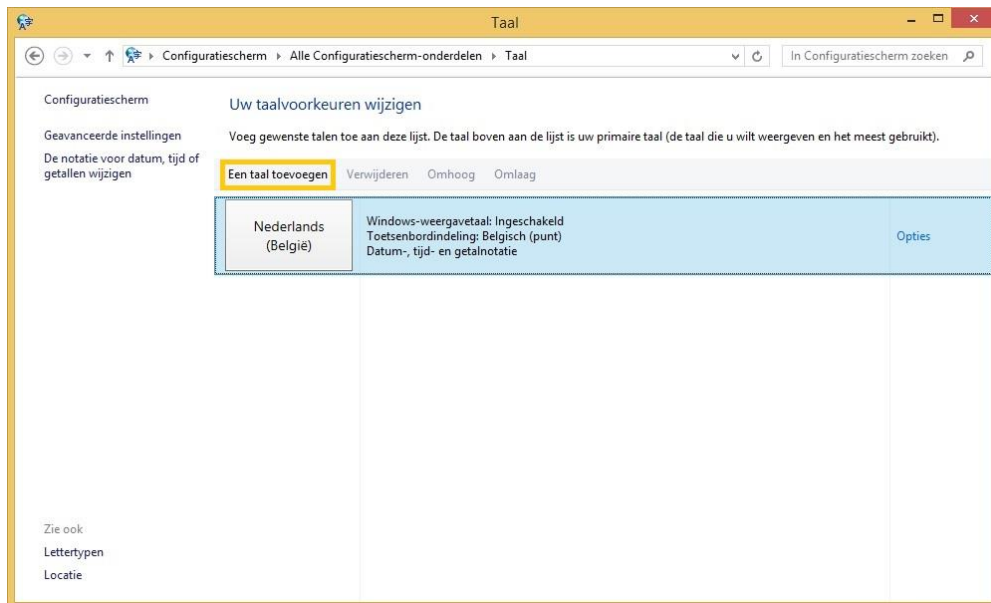 Taal
Configuratiescherm ▸ Alle Configuratiescherm-onderdelen ▸ Taal
In Configuratiescherm zoeken
Configuratiescherm
Geavanceerde instellingen
De notatie voor datum, tijd of
getallen wijzigen
Uw taalvoorkeuren wijzigen
Voeg gewenste talen toe aan deze lijst. De taal boven aan de lijst is uw primaire taal (de taal die u wilt weergeven en het meest gebruikt).
Een taal toevoegen Verwijderen Omhoog Omlaag
Nederlands
(België)
Windows-weergavetaal: Ingeschakeld
Toetsenbordindeling: Belgisch (punt)
Datum-, tijd- en getalnotatie
Opties
Zie ook
Lettertypen
Locatie